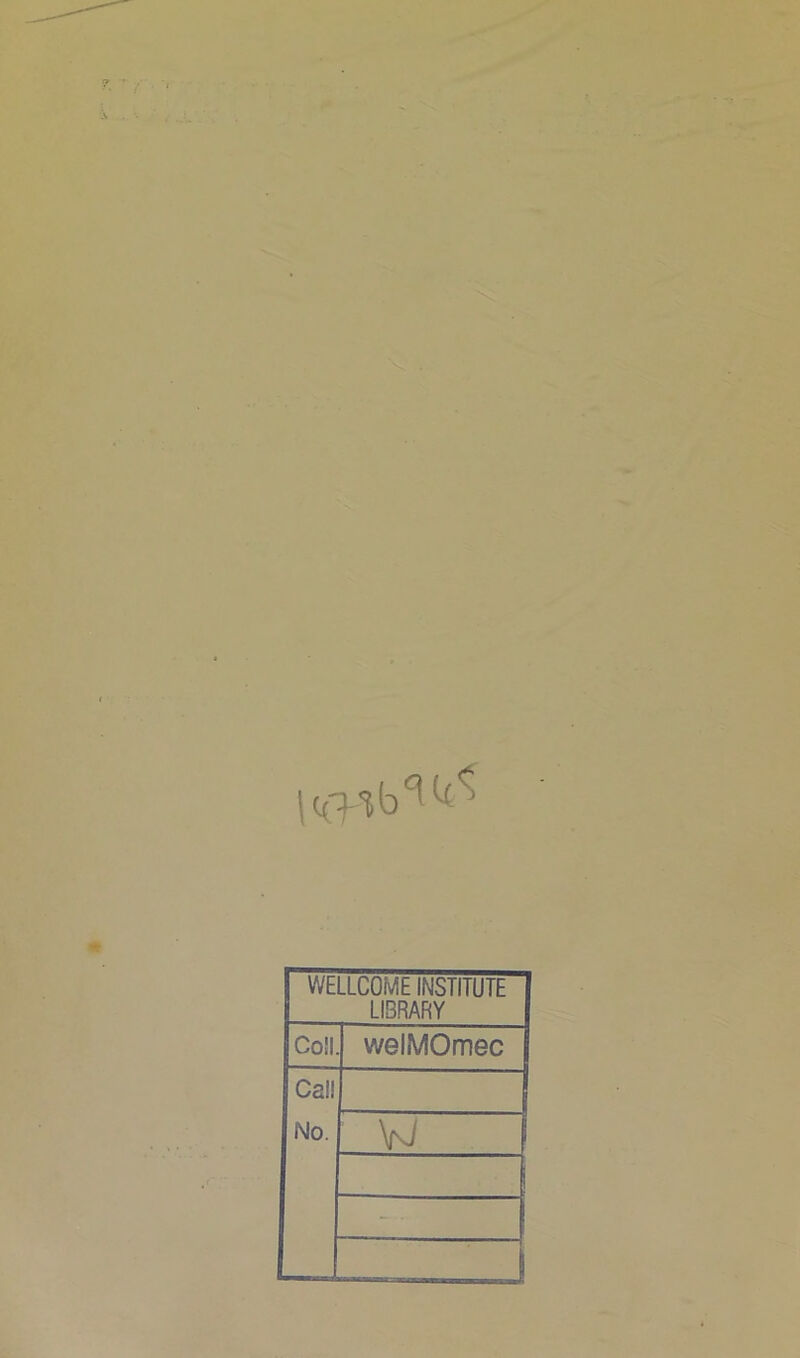 WELLCOME INSTITUTE
LIBRARY
Coll. welMOmec
Call
No. W